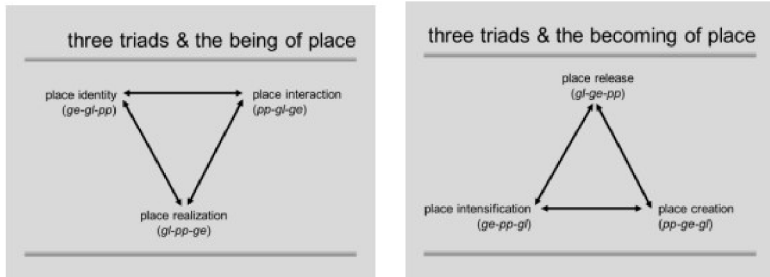 three triads & the being of place
place identity
(ge-gl-pp)
place interaction
(pp-gl-ge)
place realization
(gl-pp-ge)
three triads & the becoming of place
place release
(gl-ge-pp)
place intensification
(ge-pp-gl)
place creation
(pp-ge-gl)